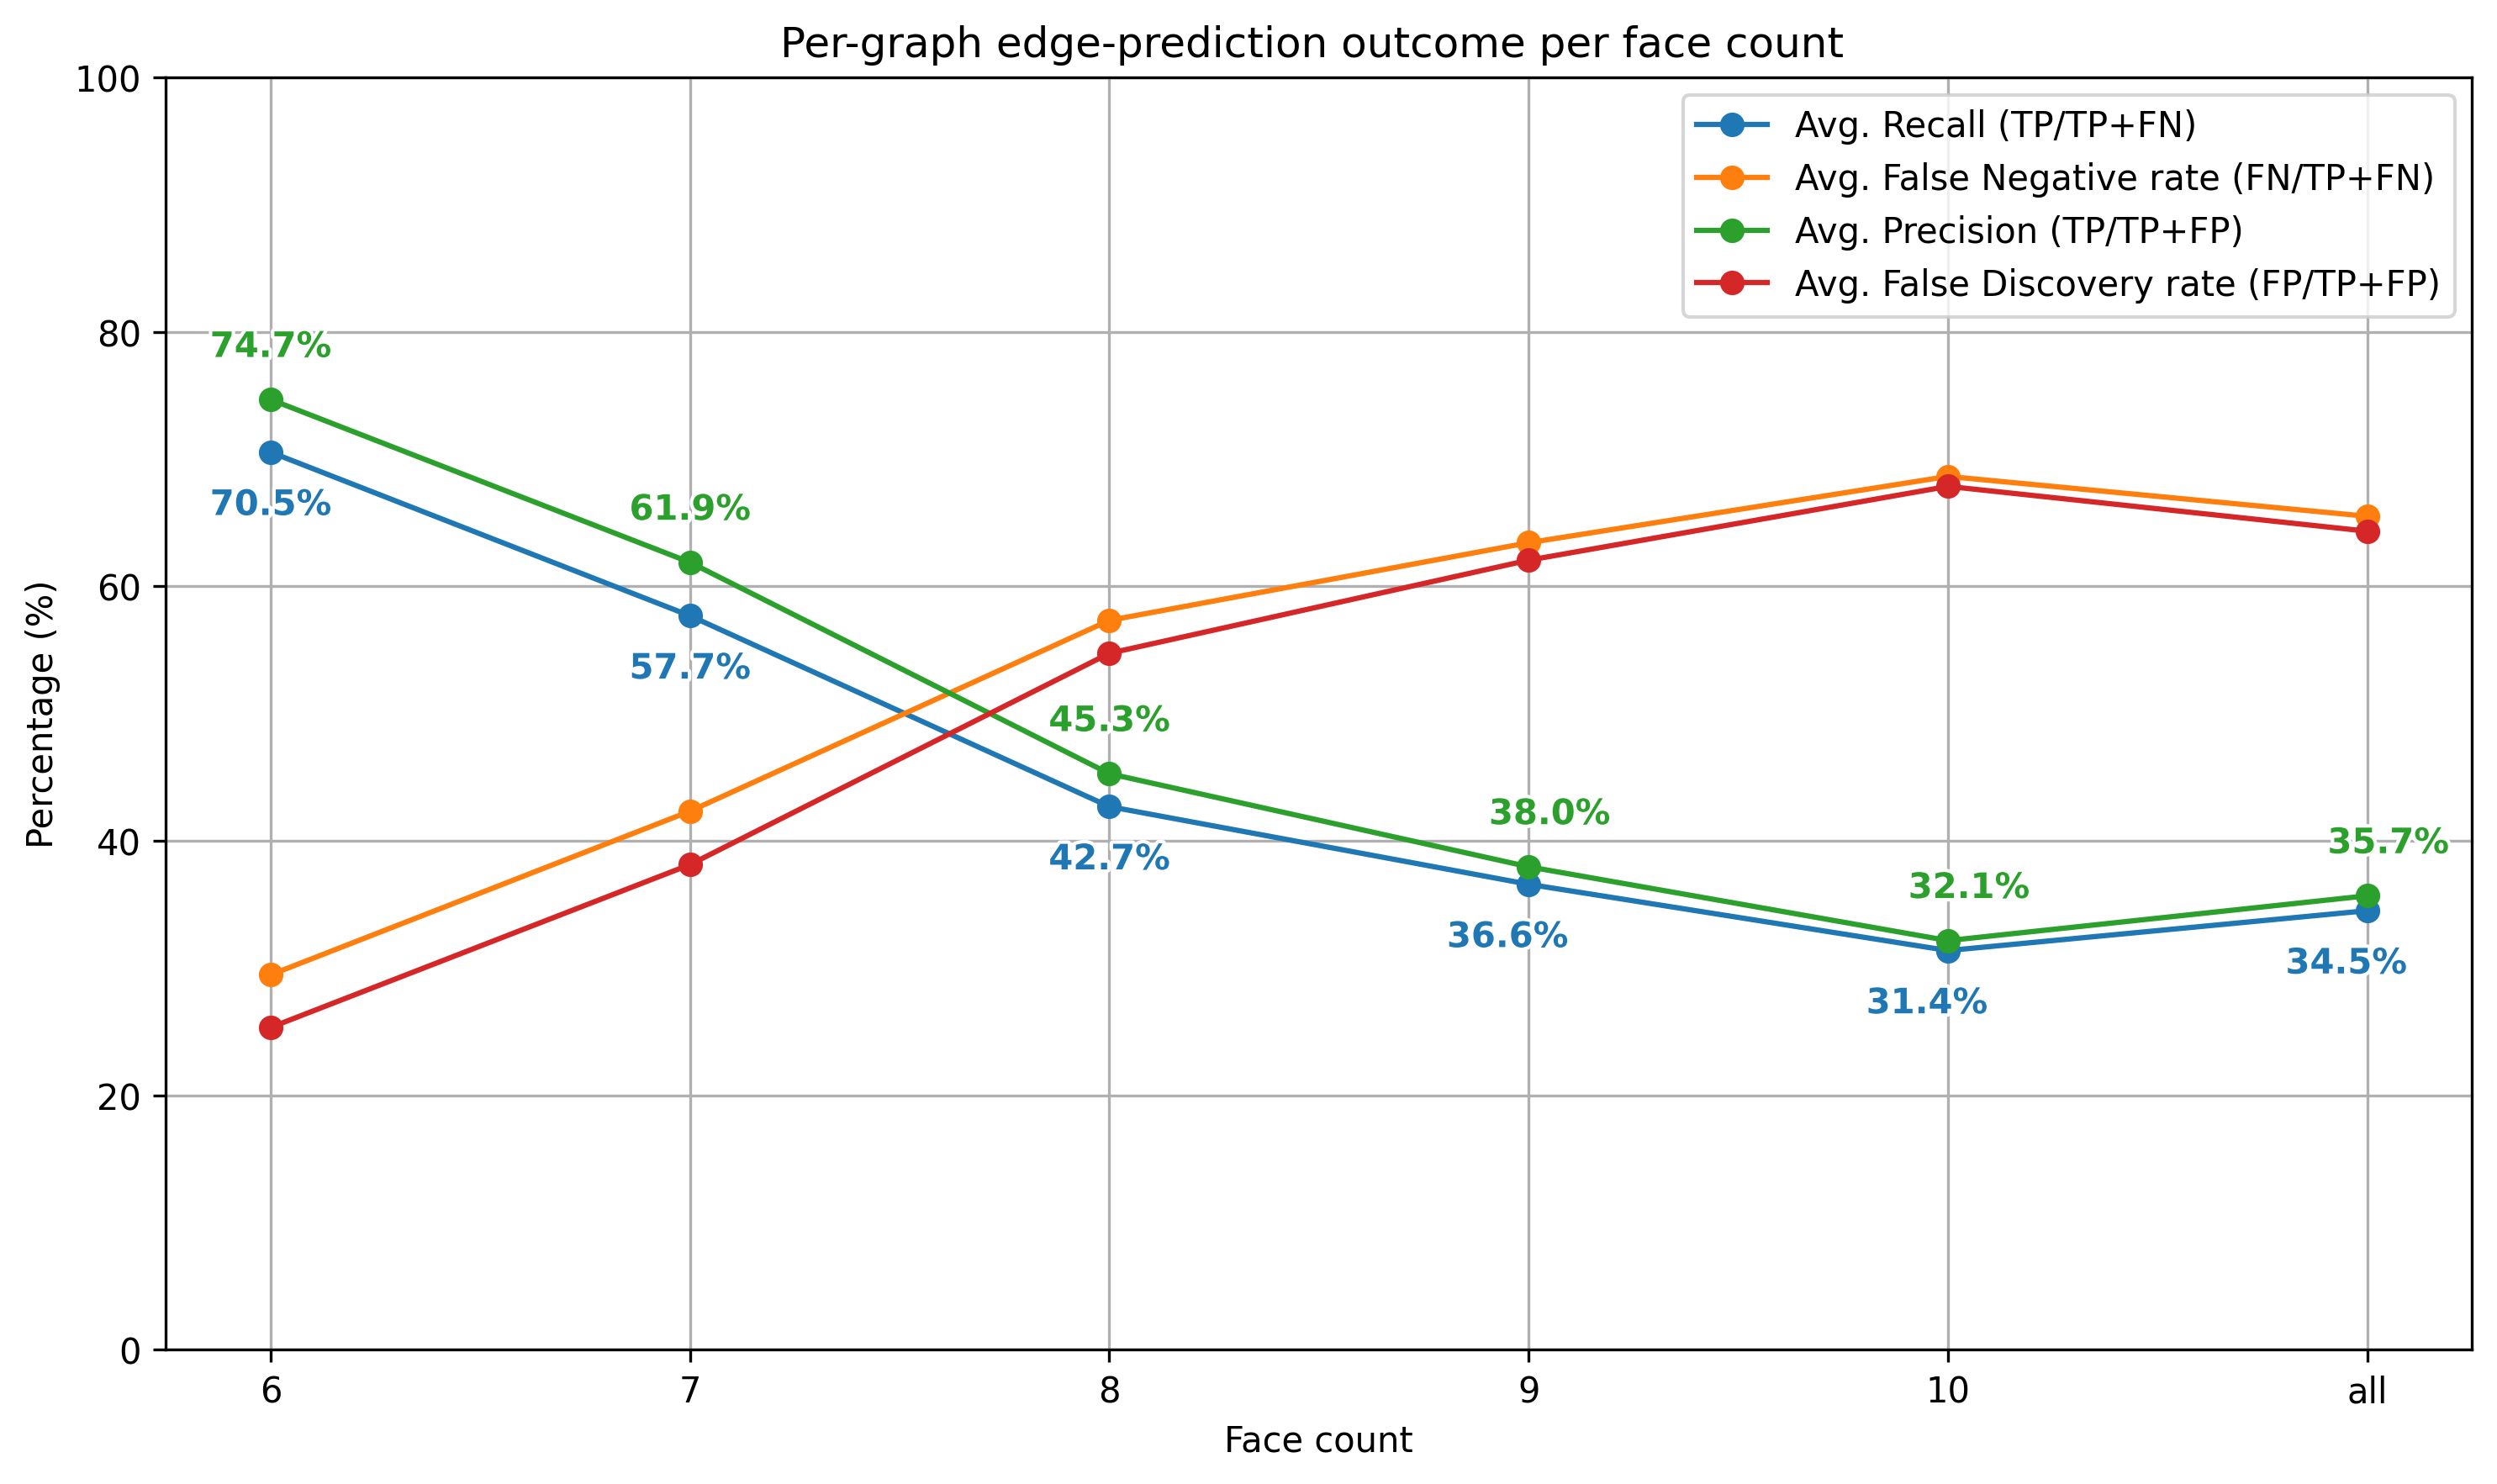 Per-graph edge-prediction outcome per face count
100
80
60
40
20
0
Percentage (%)
Avg. Recall (TP/TP+FN)
Avg. False Negative rate (FN/TP+FN)
Avg. Precision (TP/TP+FP)
Avg. False Discovery rate (FP/TP+FP)
74.7%
70.5%
61.9%
57.7%
45.3%
42.7%
38.0%
36.6%
32.1%
31.4%
35.7%
34.5%
6
7
8
9
10
all
Face count